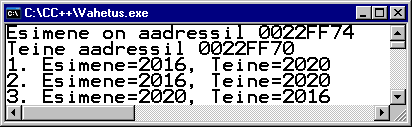 C:\CC++\Vahetus.exe
Esimene on aadressil 0022FF74
Teine aadressil 0022FF70
1. Esimene=2016, Teine=2020
2. Esimene=2016, Teine=2020
3. Esimene=2020, Teine=2016